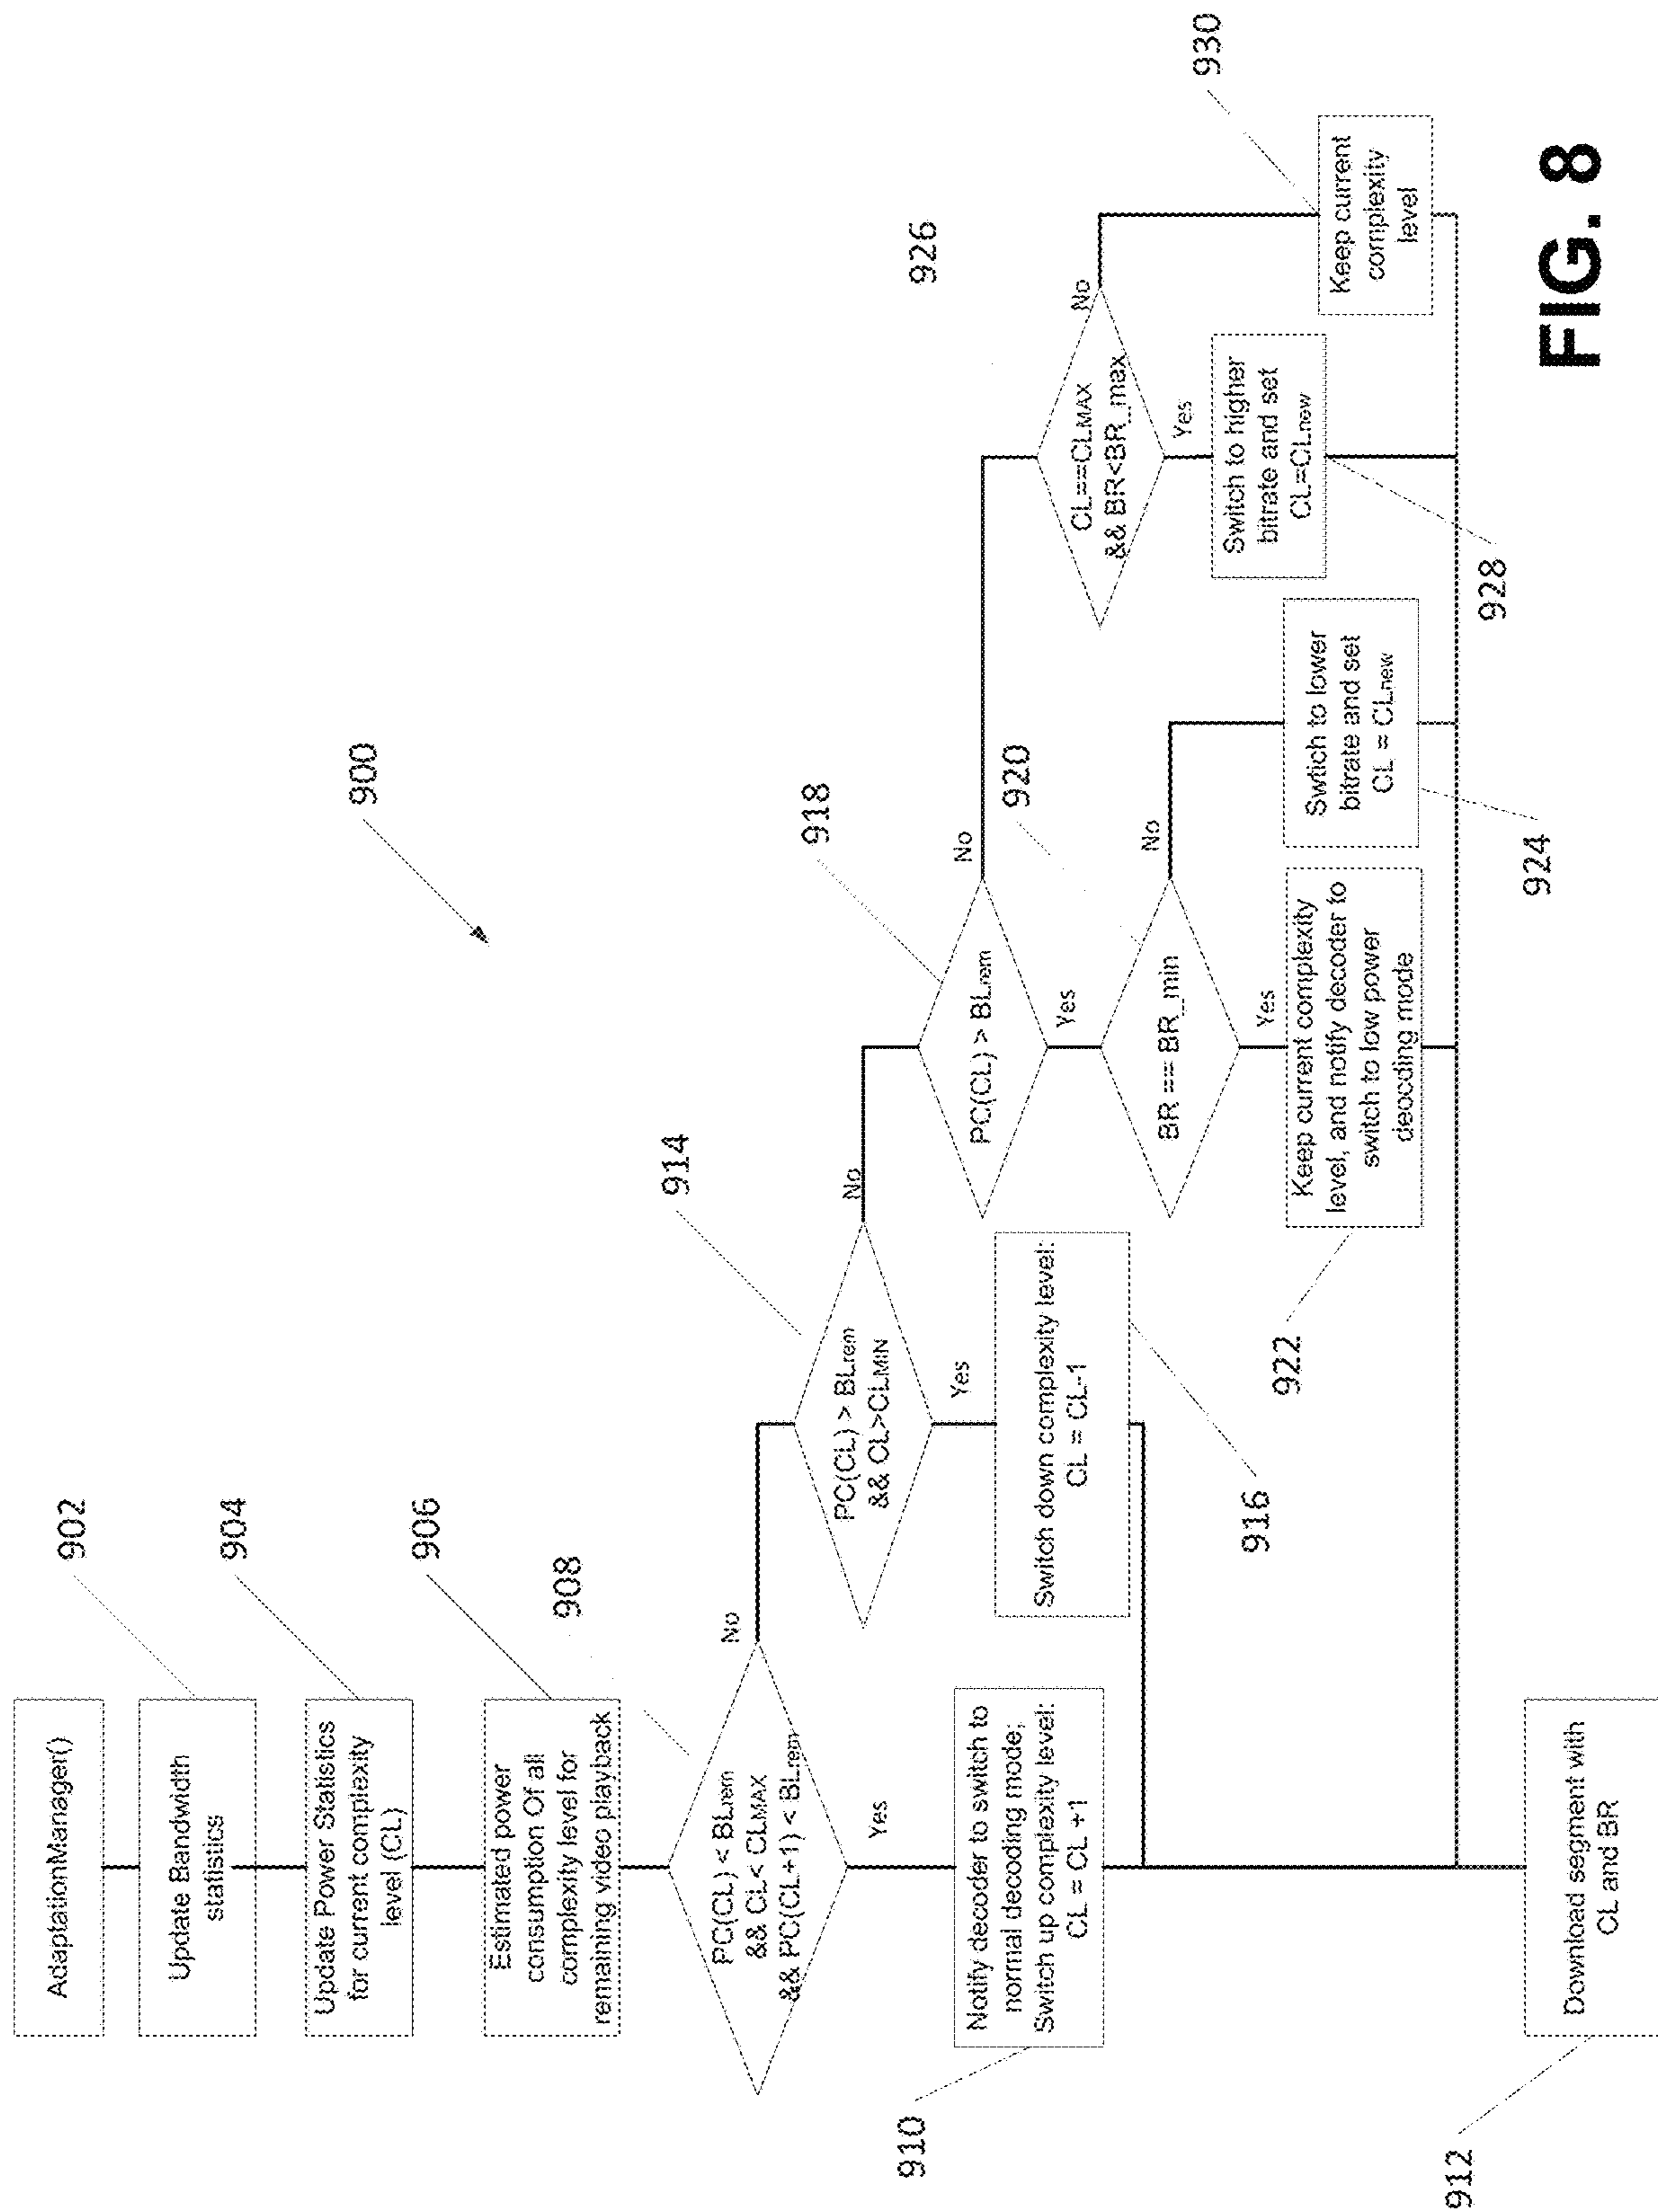 900
AdaptationManager()
902
Update Bandwidth
statistics
904
Update Power Statistics
for current complexity
level (CL)
906
Estimated power
consumption Of all
complexity level for
remaining video playback
908
PC(CL) < BLrem
&& CL< CLMAX
&& PC(CL+1) < BLrem
No
Yes
910
Notify decoder to switch to
normal decoding mode;
Switch up complexity level:
CL = CL +1
912
Download segment with
CL and BR
914
PC(CL) > BLrem
&& CL>CLMIN
No
Yes
916
Switch down complexity level:
CL = CL-1
918
PC(CL) > BLrem
No
Yes
920
BR == BR_min
No
Yes
922
Keep current complexity
level, and notify decoder to
switch to low power
deocding mode
924
Swtich to lower
bitrate and set
CL = CLnew
926
CL==CLMAX
&& BR<BR_max
No
Yes
928
Switch to higher
bitrate and set
CL=CLnew
930
Keep current
complexity
level
FIG. 8